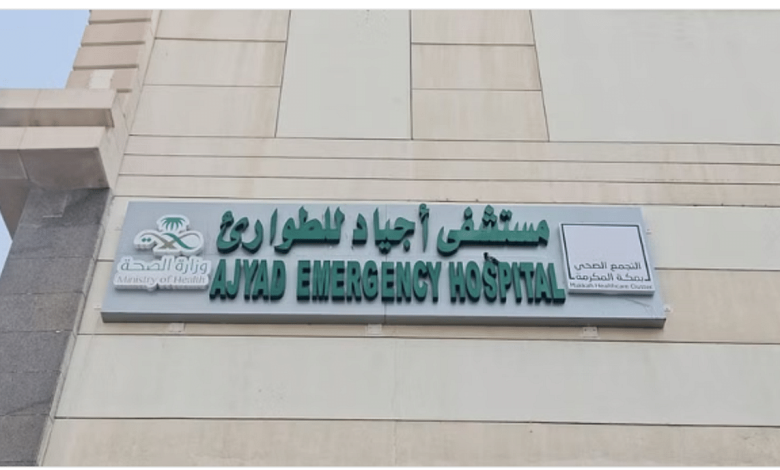 مستشفى أجياد للطوارئ
AJYAD EMERGENCY HOSPITAL
وزارة الصحة
Ministry of Health
التجمع الصحي
بمكة المكرمة
Makkah Healthcare Cluster